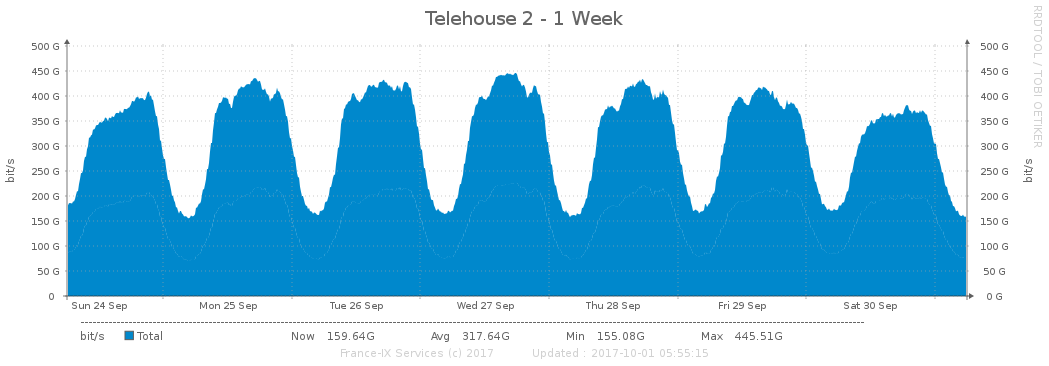 Telehouse 2 - 1 Week
RRDTOOL / TOBI OETIKER
500 G 500 G
450 G 450 G
400 G 400 G
350 G 350 G
300 G 300 G
250 G 250 G
200 G 200 G
150 G 150 G
100 G 100 G
50 G 50 G
0 0 G
bit/s bit/s
Sun 24 Sep Mon 25 Sep Tue 26 Sep Wed 27 Sep Thu 28 Sep Fri 29 Sep Sat 30 Sep
bit/s Total Now 159.64G Avg 317.64G Min 155.08G Max 445.51G
France-IX Services (c) 2017 Updated : 2017-10-01 05:55:15